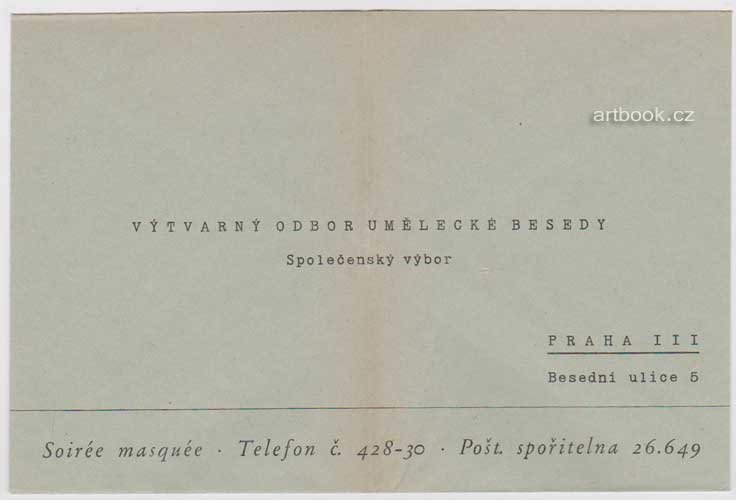 artbook.cz
VÝTVARNÝ ODBOR UMĚLECKÉ BESEDY
Společenský výbor
PRAHA III
Besední ulice 5
Soirée masquée · Telefon č. 428-30 · Pošt. spořitelna 26.649